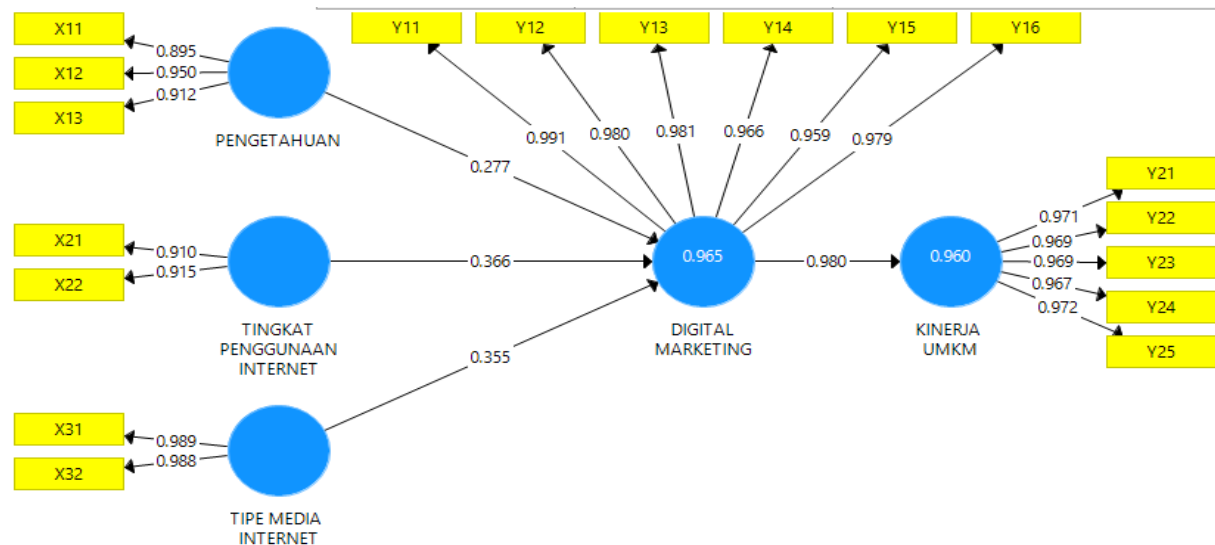 X11
X12
X13
0.895
0.950
0.912
PENGETAHUAN
Y11
Y12
Y13
Y14
Y15
Y16
0.991
0.980
0.981
0.966
0.959
0.979
0.277
X21
X22
0.910
0.915
TINGKAT
PENGGUNAAN
INTERNET
0.366
0.965
DIGITAL
MARKETING
0.980
0.960
KINERJA
UMKM
0.971
0.969
0.969
0.967
0.972
Y21
Y22
Y23
Y24
Y25
0.355
X31
X32
0.989
0.988
TIPE MEDIA
INTERNET